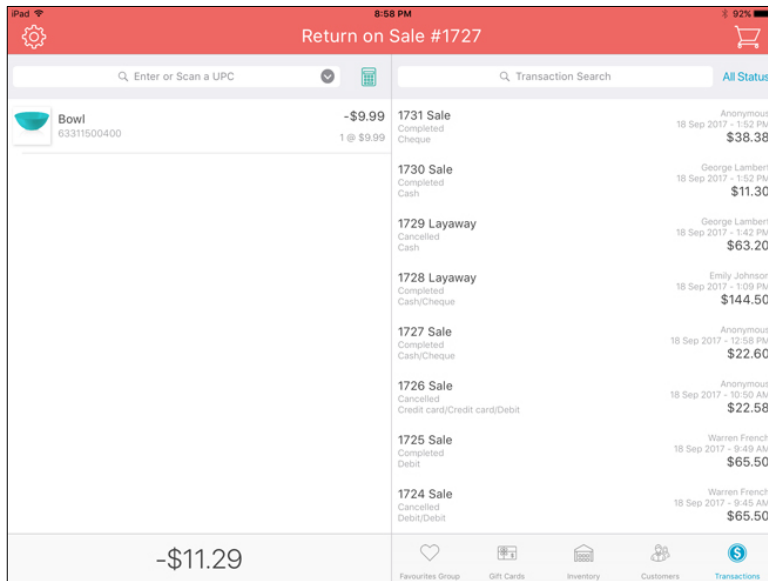 iPad 8:58 PM 92%
Return on Sale #1727
Enter or Scan a UPC
Transaction Search All Status
Bowl -$9.99
63311500400 1 @ $9.99
1731 Sale Anonymous
Completed 18 Sep 2017 - 1:52 PM
Cheque $38.38
1730 Sale George Lambert
Completed 18 Sep 2017 - 1:52 PM
Cash $11.30
1729 Layaway George Lambert
Cancelled 18 Sep 2017 - 1:42 PM
Cash $63.20
1728 Layaway Emily Johnson
Completed 18 Sep 2017 - 1:09 PM
Cash/Cheque $144.50
1727 Sale Anonymous
Completed 18 Sep 2017 - 12:58 PM
Cash/Cheque $22.60
1726 Sale Anonymous
Cancelled 18 Sep 2017 - 10:50 AM
Credit card/Credit card/Debit $22.58
1725 Sale Warren French
Completed 18 Sep 2017 - 9:49 AM
Debit $65.50
1724 Sale Warren French
Cancelled 18 Sep 2017 - 9:45 AM
Debit/Debit $65.50
-$11.29
Favourites Group Gift Cards Inventory Customers Transactions